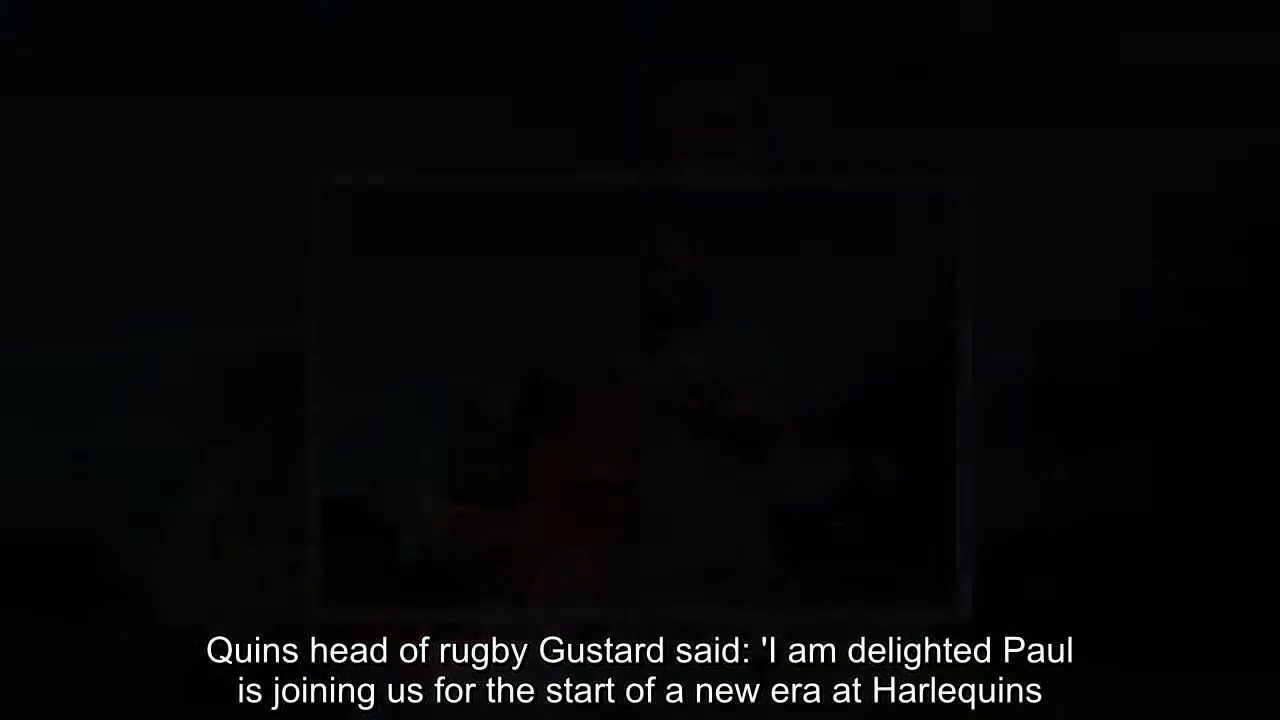 Quins head of rugby Gustard said: 'I am delighted Paul
is joining us for the start of a new era at Harlequins